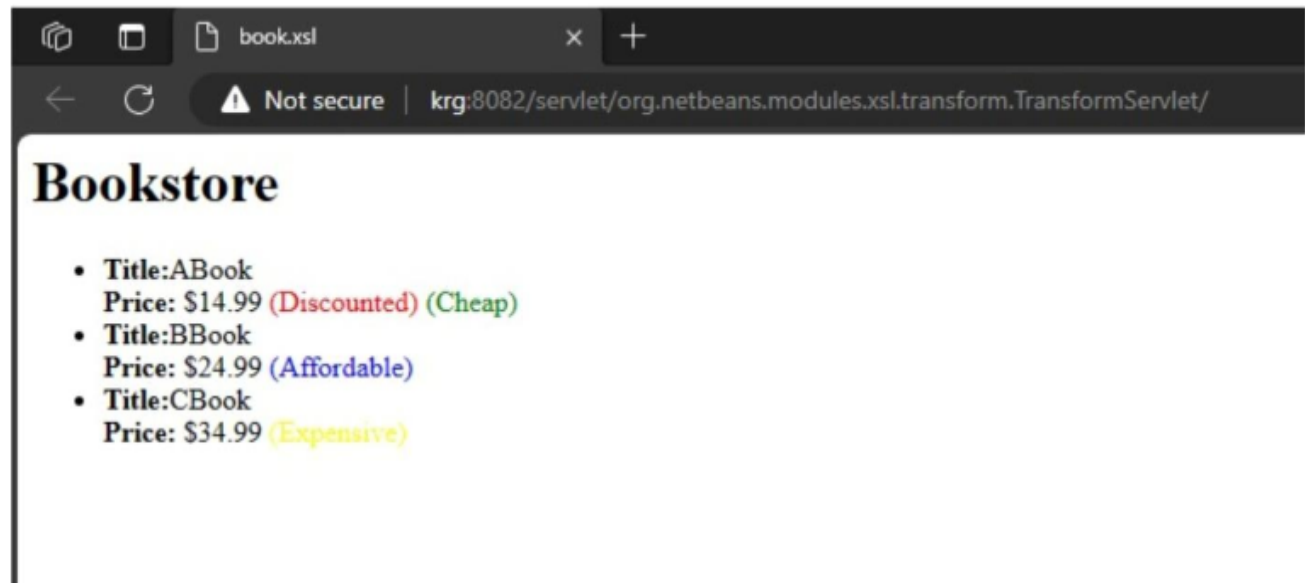 book.xsl
Not secure krg:8082/servlet/org.netbeans.modules.xsl.transform.TransformServlet/
Bookstore
Title:ABook
Price: $14.99 (Discounted) (Cheap)
Title:BBook
Price: $24.99 (Affordable)
Title:CBook
Price: $34.99 (Expensive)